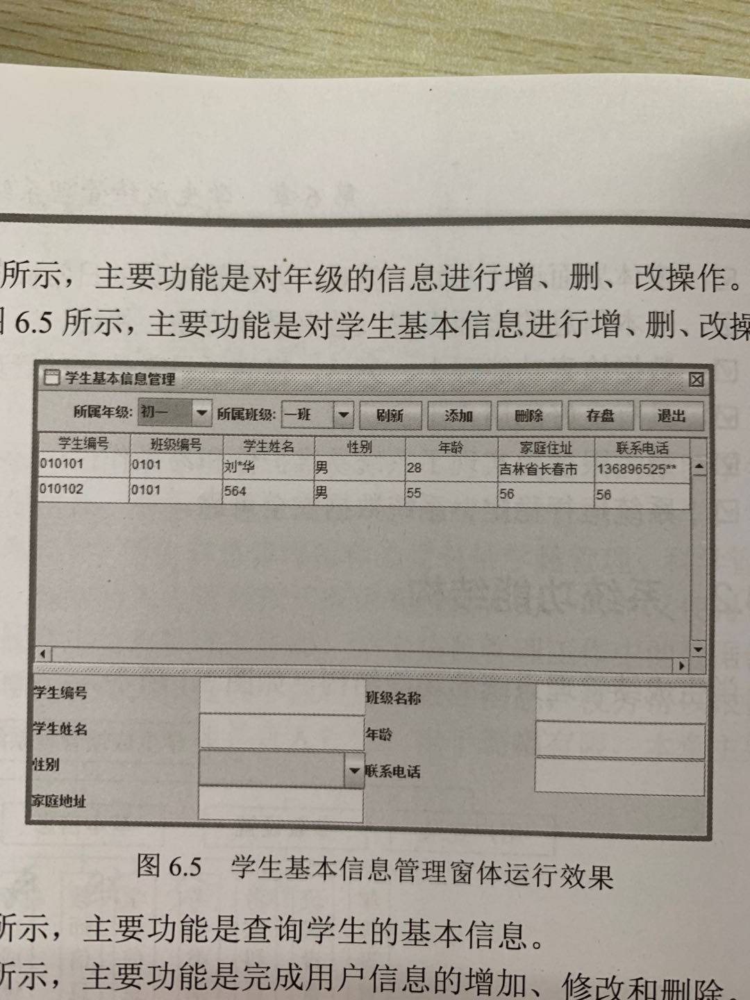 所示，主要功能是对年级的信息进行增、删、改操作。
6.5 所示，主要功能是对学生基本信息进行增、删、改操
学生基本信息管理
所属年级: 初一 所属班级: 一班 刷新 添加 删除 存盘 退出
学生编号 班级编号 学生姓名 性别 年龄 家庭住址 联系电话
010101 0101 刘*华 男 28 吉林省长春市 136896525**
010102 0101 564 男 55 56 56
学生编号 班级名称
学生姓名 年龄
性别 联系电话
家庭地址
图 6.5 学生基本信息管理窗体运行效果
所示，主要功能是查询学生的基本信息。
所示，主要功能是完成用户信息的增加、修改和删除。